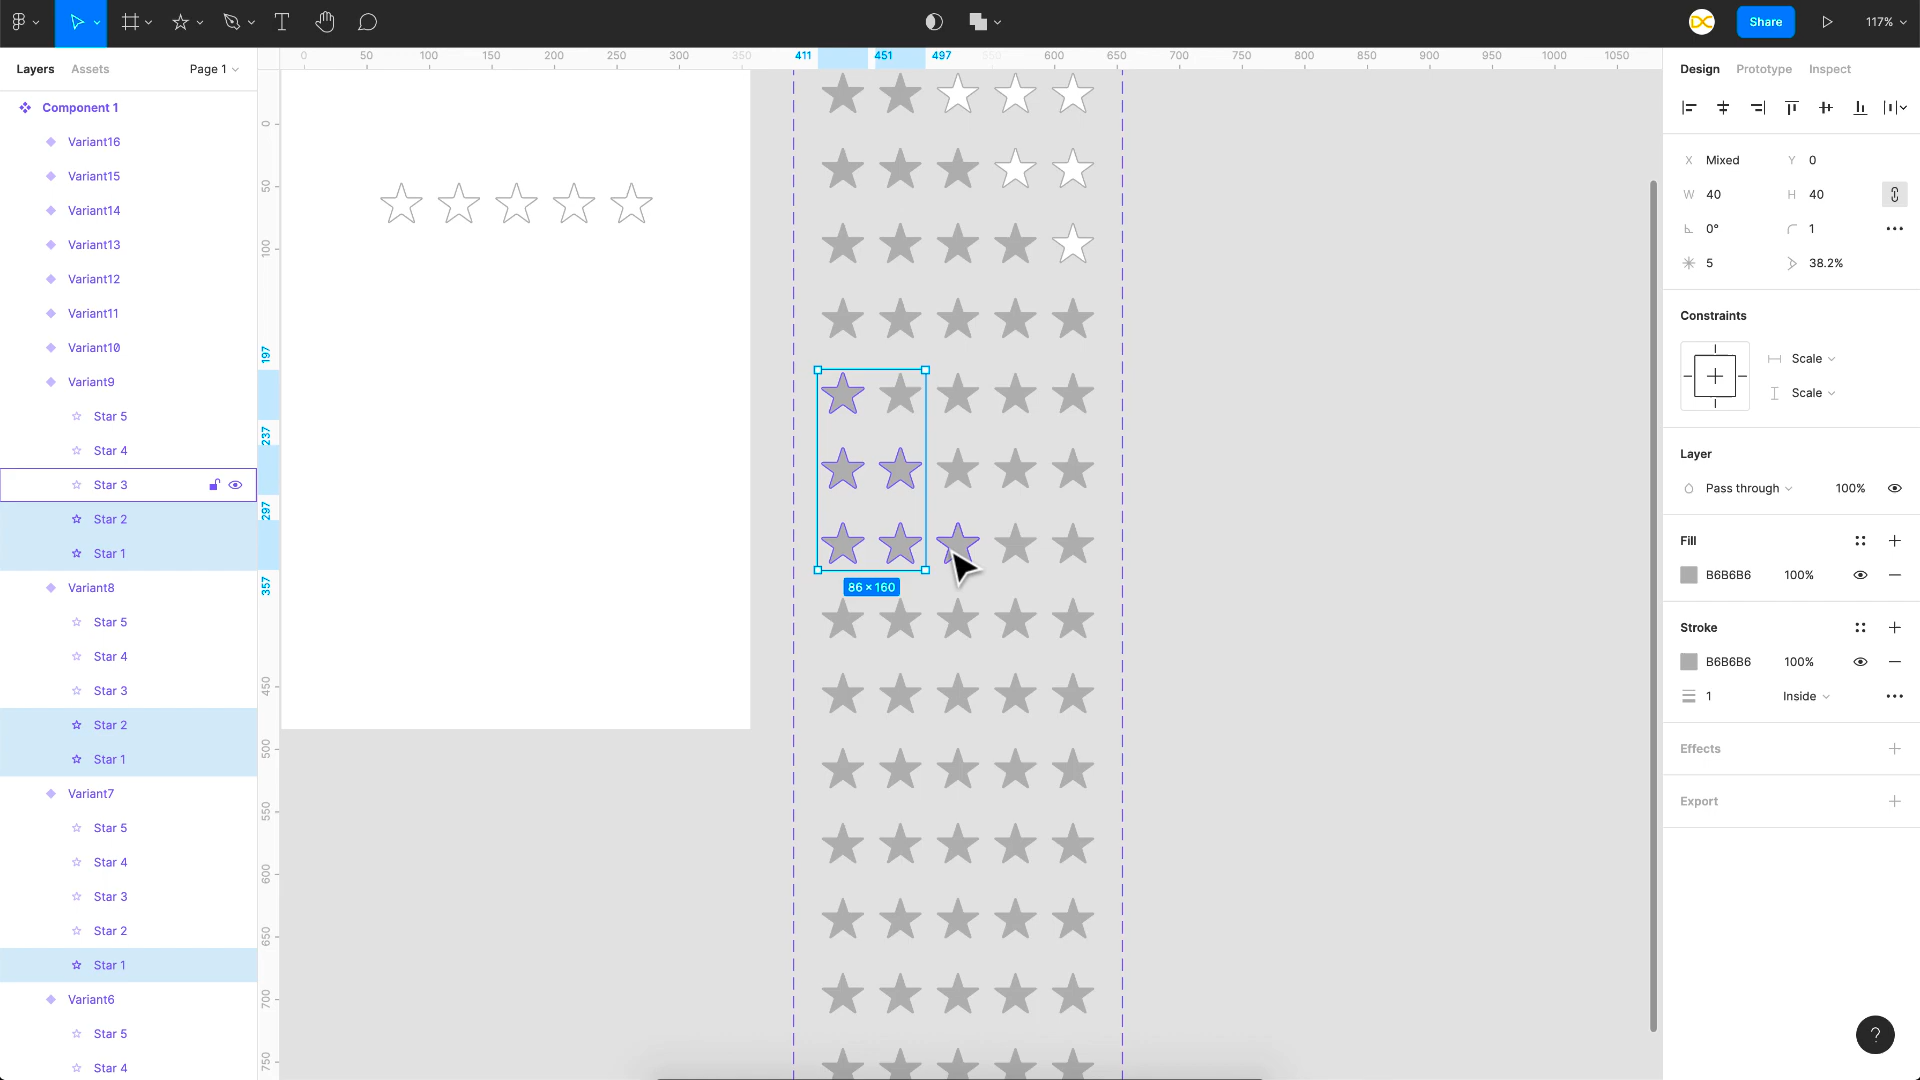 Share
117%
Layers
Assets
Page 1
0
50
100
150
200
250
300
350
411
451
497
550
600
650
700
750
800
850
900
950
1000
1050
Design
Prototype
Inspect
Component 1
Variant16
Variant15
Variant14
Variant13
Variant12
Variant11
Variant10
Variant9
Star 5
Star 4
Star 3
Star 2
Star 1
Variant8
Star 5
Star 4
Star 3
Star 2
Star 1
Variant7
Star 5
Star 4
Star 3
Star 2
Star 1
Variant6
Star 5
Star 4
0
50
100
197
237
297
357
450
500
550
600
650
700
750
86 × 160
X Mixed
Y 0
W 40
H 40
0°
1
5
38.2%
Constraints
Scale
Scale
Layer
Pass through
100%
Fill
B6B6B6
100%
Stroke
B6B6B6
100%
1
Inside
Effects
Export
?